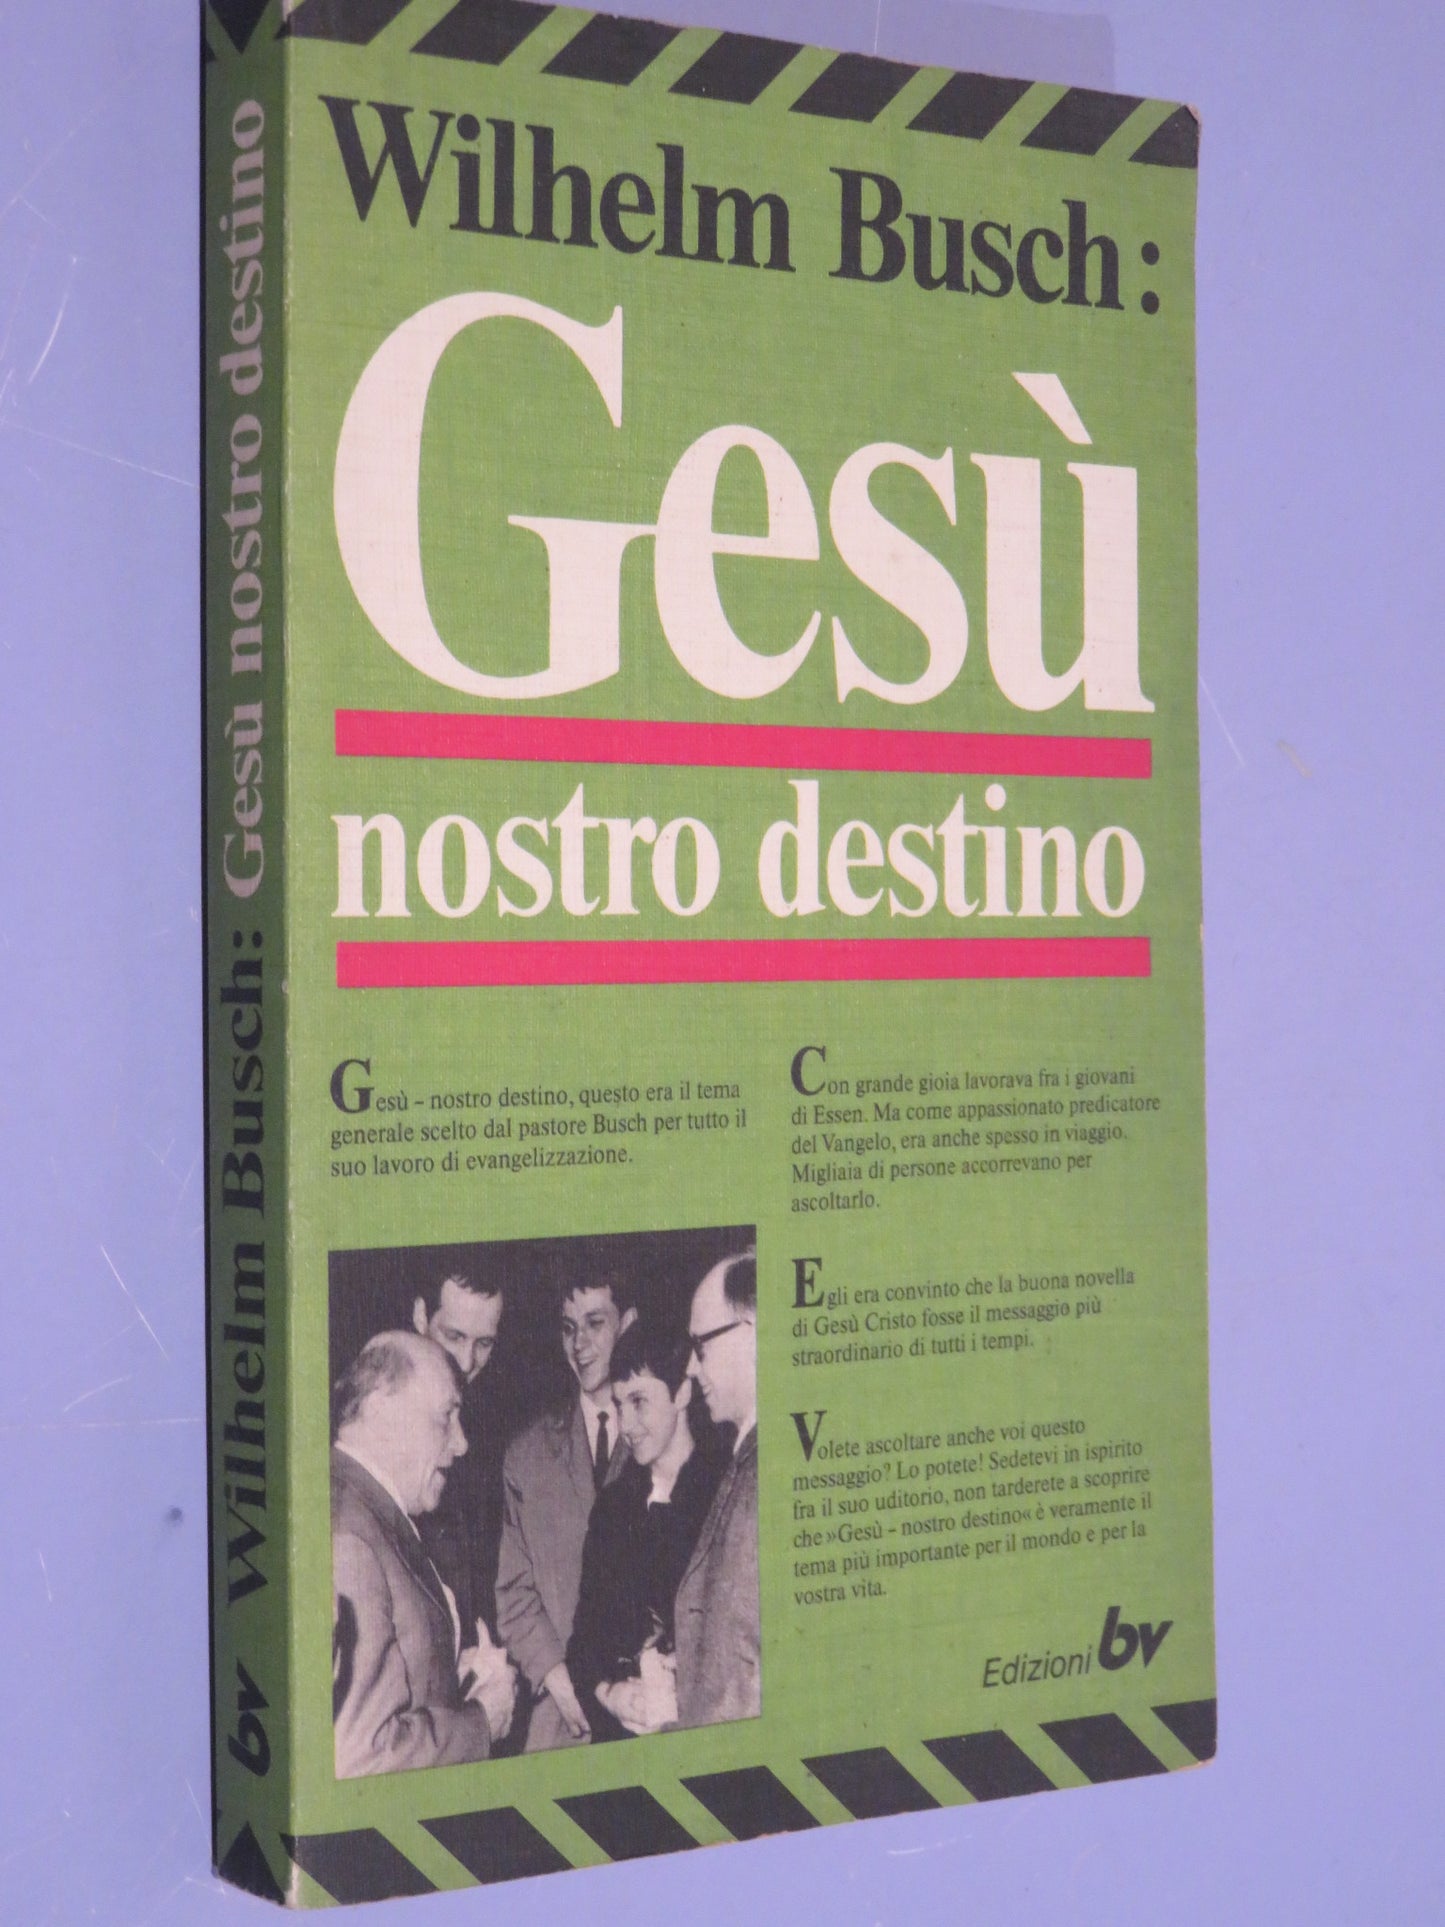 Wilhelm Busch: Gesù nostro destino
bv
Wilhelm Busch:
Gesù
nostro destino
Gesù – nostro destino, questo era il tema
generale scelto dal pastore Busch per tutto il
suo lavoro di evangelizzazione.
Con grande gioia lavorava fra i giovani
di Essen. Ma come appassionato predicatore
del Vangelo, era anche spesso in viaggio.
Migliaia di persone accorrevano per
ascoltarlo.
Egli era convinto che la buona novella
di Gesù Cristo fosse il messaggio più
straordinario di tutti i tempi.
Volete ascoltare anche voi questo
messaggio? Lo potete! Sedetevi in ispirito
fra il suo uditorio, non tarderete a scoprire
che »Gesù – nostro destino« è veramente il
tema più importante per il mondo e per la
vostra vita.
Edizioni bv